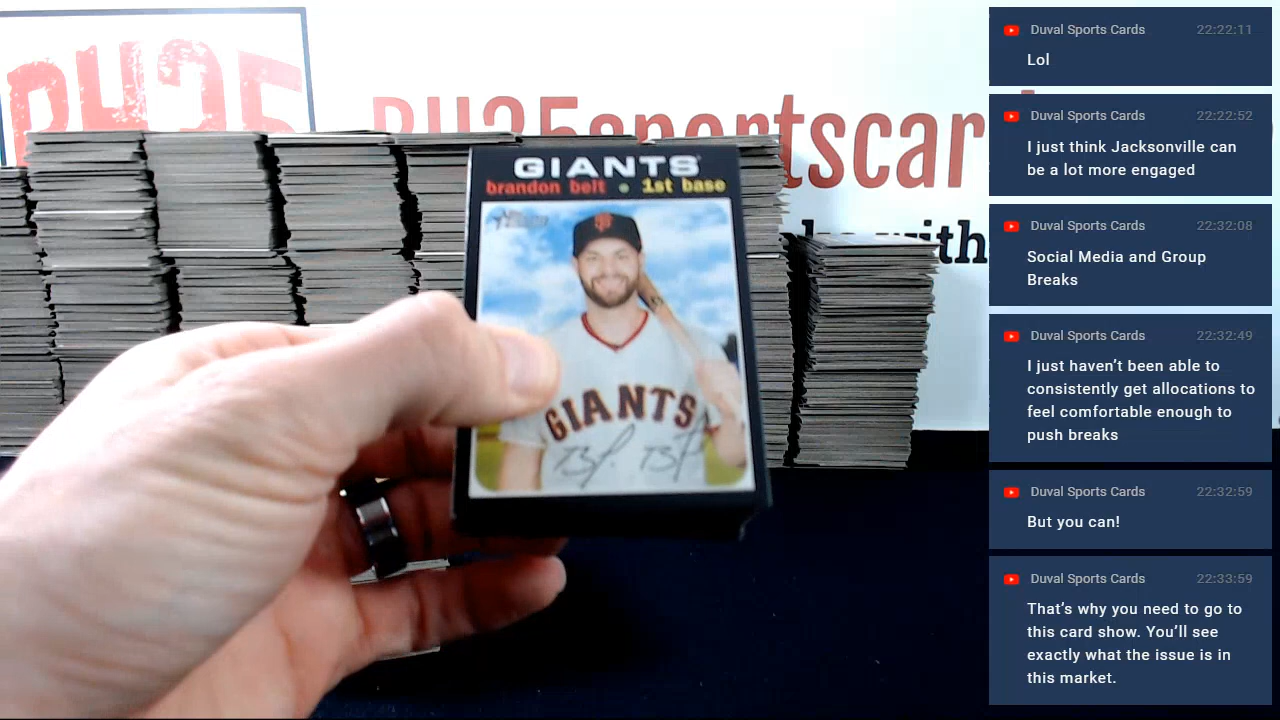 RH35
RH35sportscar
with
GIANTS
brandon belt • 1st base
Heritage
GIANTS
Duval Sports Cards 22:22:11
Lol
Duval Sports Cards 22:22:52
I just think Jacksonville can
be a lot more engaged
Duval Sports Cards 22:32:08
Social Media and Group
Breaks
Duval Sports Cards 22:32:49
I just haven’t been able to
consistently get allocations to
feel comfortable enough to
push breaks
Duval Sports Cards 22:32:59
But you can!
Duval Sports Cards 22:33:59
That’s why you need to go to
this card show. You’ll see
exactly what the issue is in
this market.